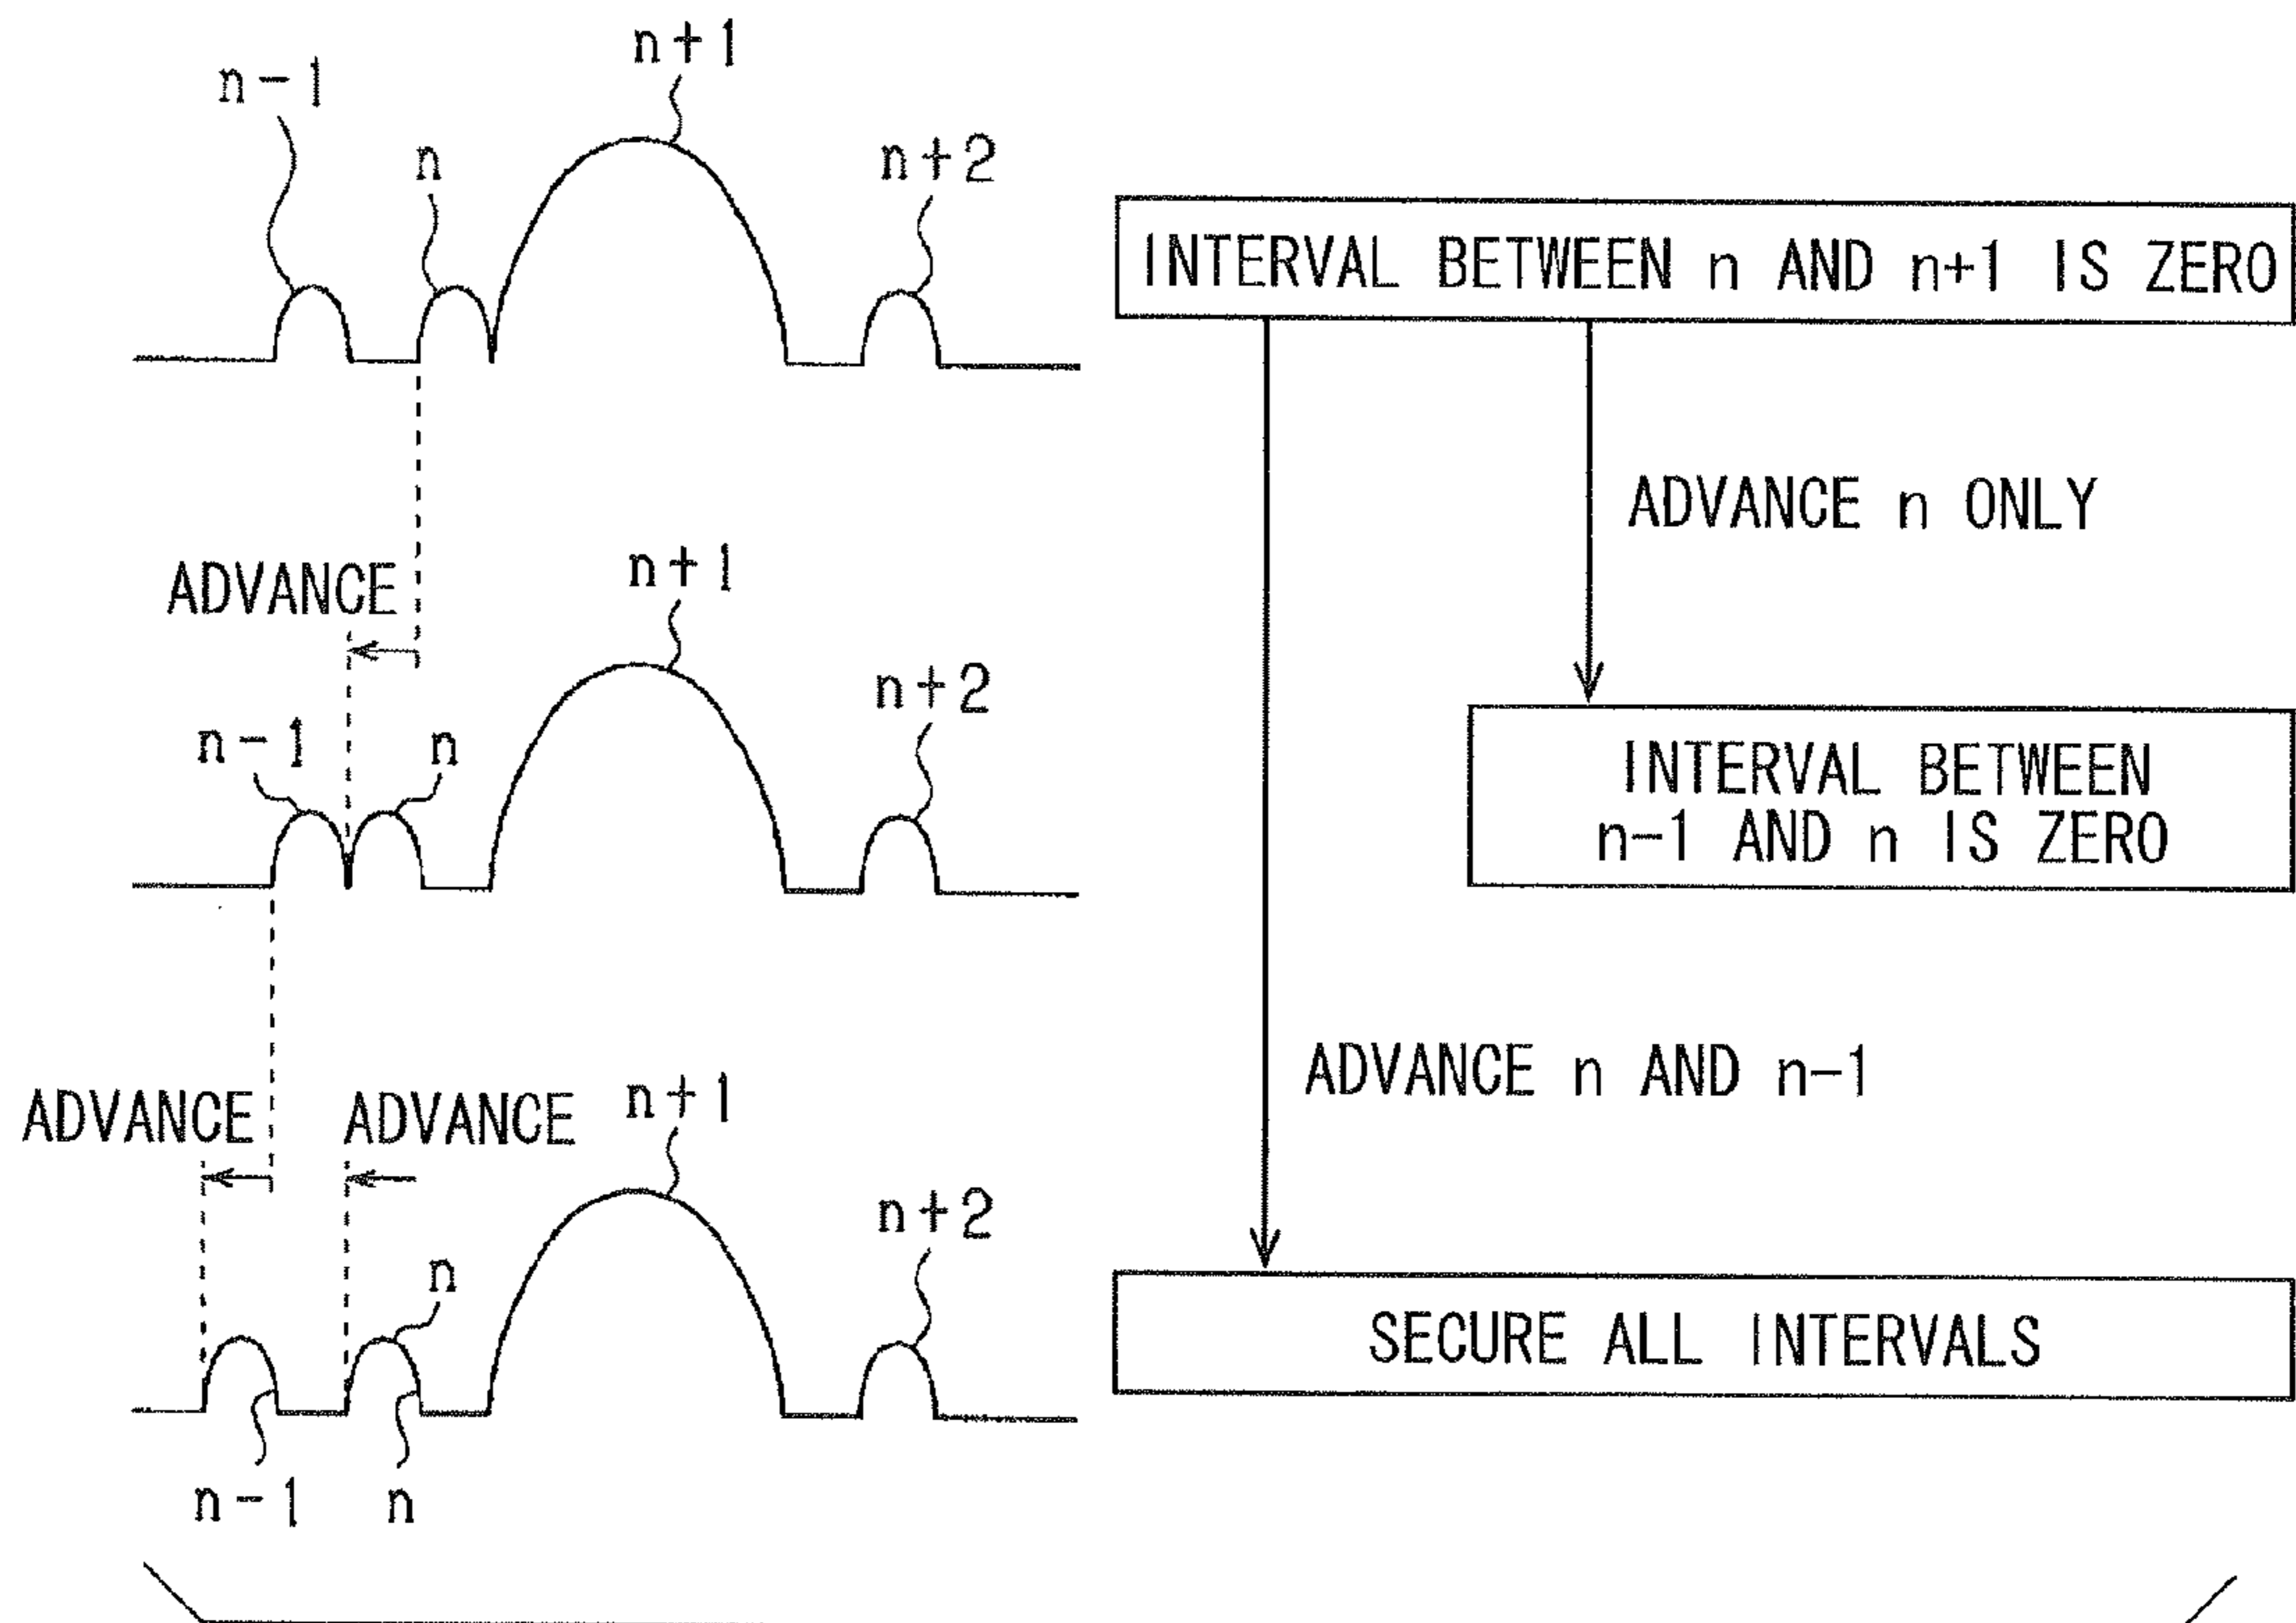 n-1
n
n+1
n+2
INTERVAL BETWEEN n AND n+1 IS ZERO
ADVANCE n ONLY
ADVANCE
n-1
n
n+1
n+2
INTERVAL BETWEEN
n-1 AND n IS ZERO
ADVANCE n AND n-1
ADVANCE
ADVANCE
n+1
n+2
n
n-1
n
SECURE ALL INTERVALS